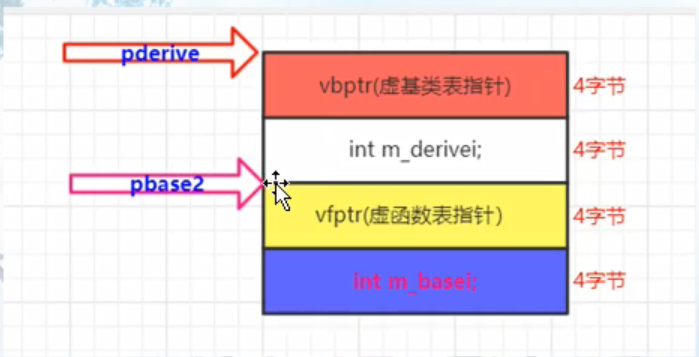 pderive
vbptr(虚基类表指针)
4字节
int m_derivei;
4字节
pbase2
vfptr(虚函数表指针)
4字节
int m_basei;
4字节